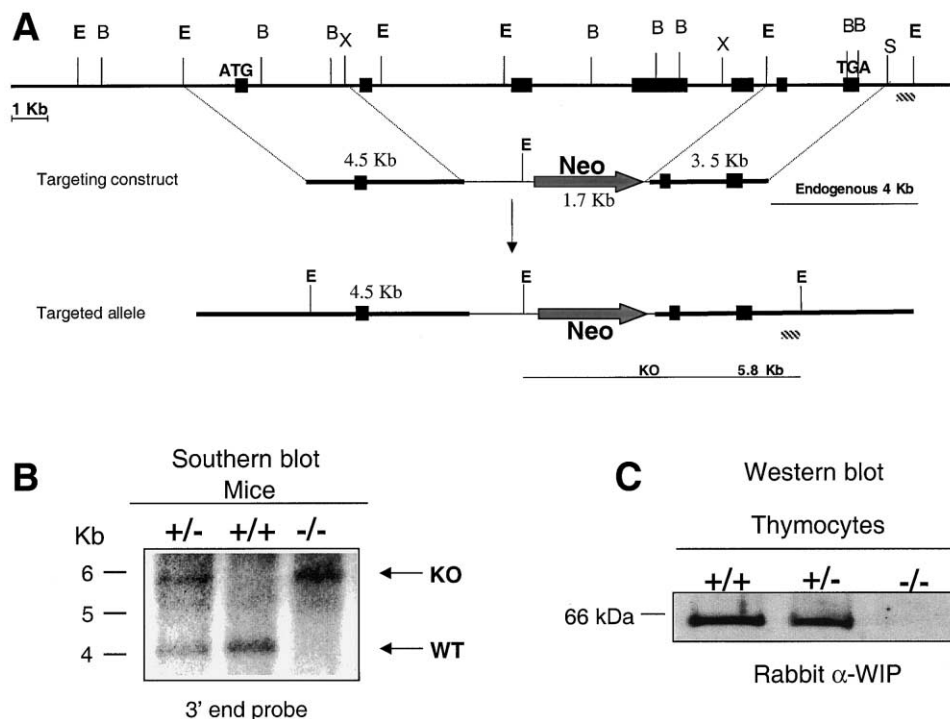 A
E B E B B X E E B B B X E B B S E
ATG TGA
1 Kb
4.5 Kb E Neo 3. 5 Kb
Targeting construct
1.7 Kb
Endogenous 4 Kb
E 4.5 Kb E E
Targeted allele
Neo
KO 5.8 Kb
B
Southern blot
Mice
Kb +/- +/+ -/-
6 KO
5
4 WT
3' end probe
C
Western blot
Thymocytes
+/+ +/- -/-
66 kDa
Rabbit α-WIP